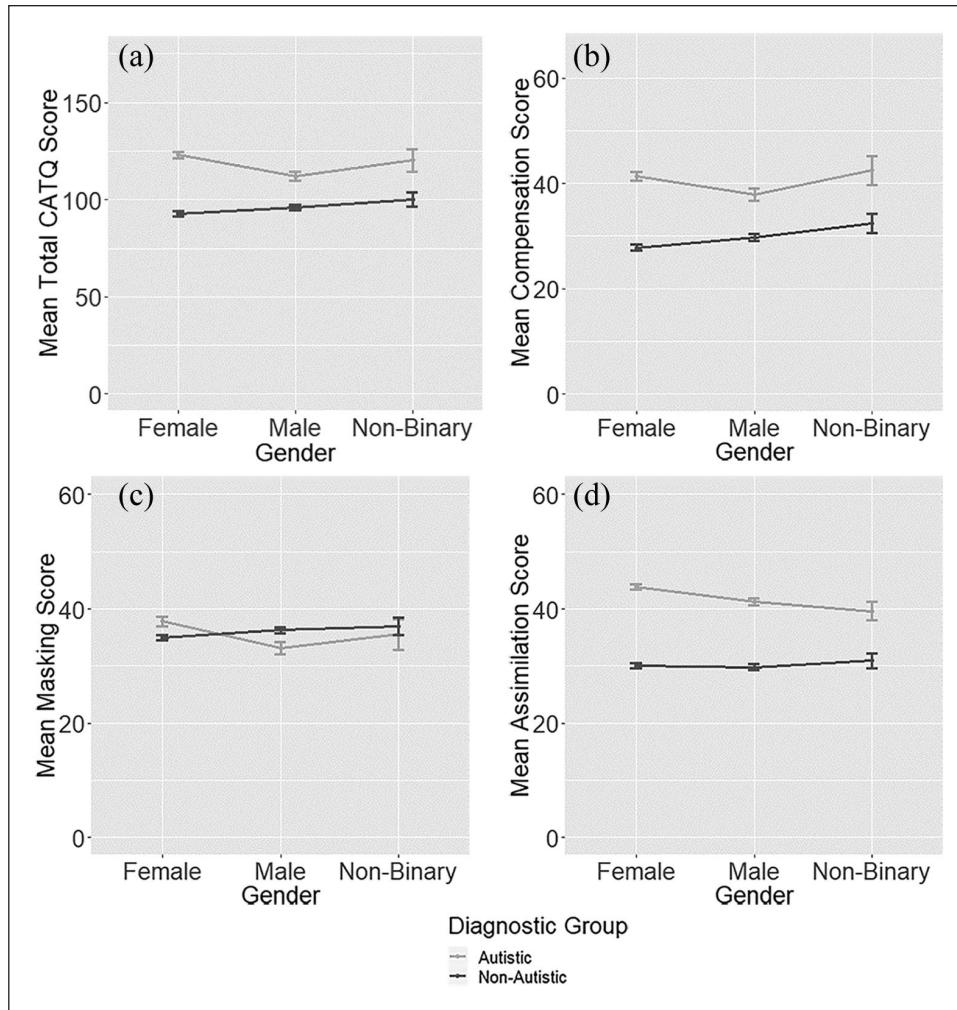 (a)
Mean Total CATQ Score
150
100
50
0
Female Male Non-Binary
Gender
(b)
Mean Compensation Score
60
40
20
0
Female Male Non-Binary
Gender
(c)
Mean Masking Score
60
40
20
0
Female Male Non-Binary
Gender
(d)
Mean Assimilation Score
60
40
20
0
Female Male Non-Binary
Gender
Diagnostic Group
Autistic
Non-Autistic